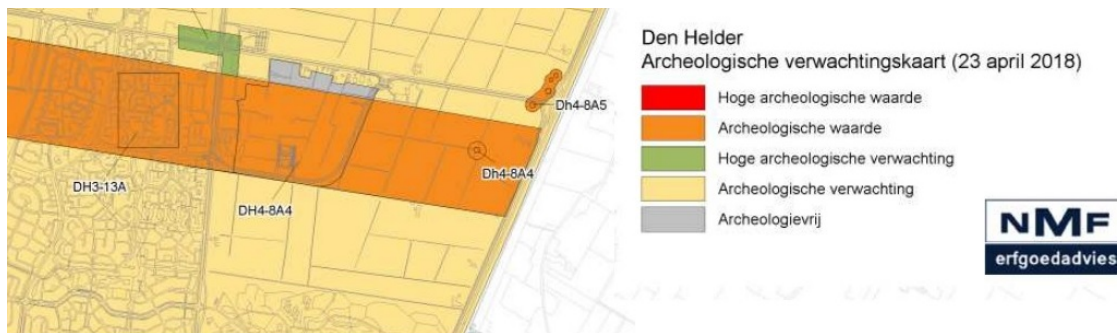 Dh4-8A5
Dh4-8A4
DH3-13A
DH4-8A4
Den Helder
Archeologische verwachtingskaart (23 april 2018)
Hoge archeologische waarde
Archeologische waarde
Hoge archeologische verwachting
Archeologische verwachting
Archeologievrij
NMF
erfgoedadvies